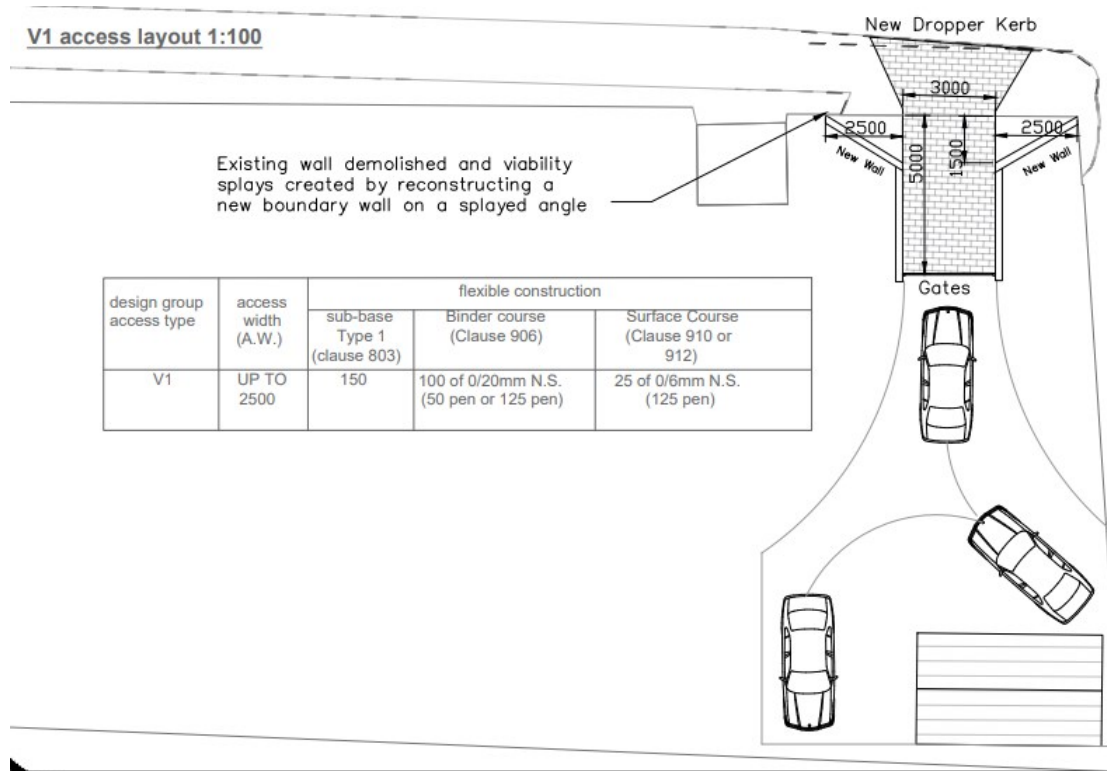 New Dropper Kerb
V1 access layout 1:100
3000
2500
2500
New Wall
5000
1500
New Wall
Existing wall demolished and viability
splays created by reconstructing a
new boundary wall on a splayed angle
Gates
design group
access type
access
width
(A.W.)
flexible construction
sub-base
Type 1
(clause 803)
Binder course
(Clause 906)
Surface Course
(Clause 910 or
912)
V1
UP TO
2500
150
100 of 0/20mm N.S.
(50 pen or 125 pen)
25 of 0/6mm N.S.
(125 pen)